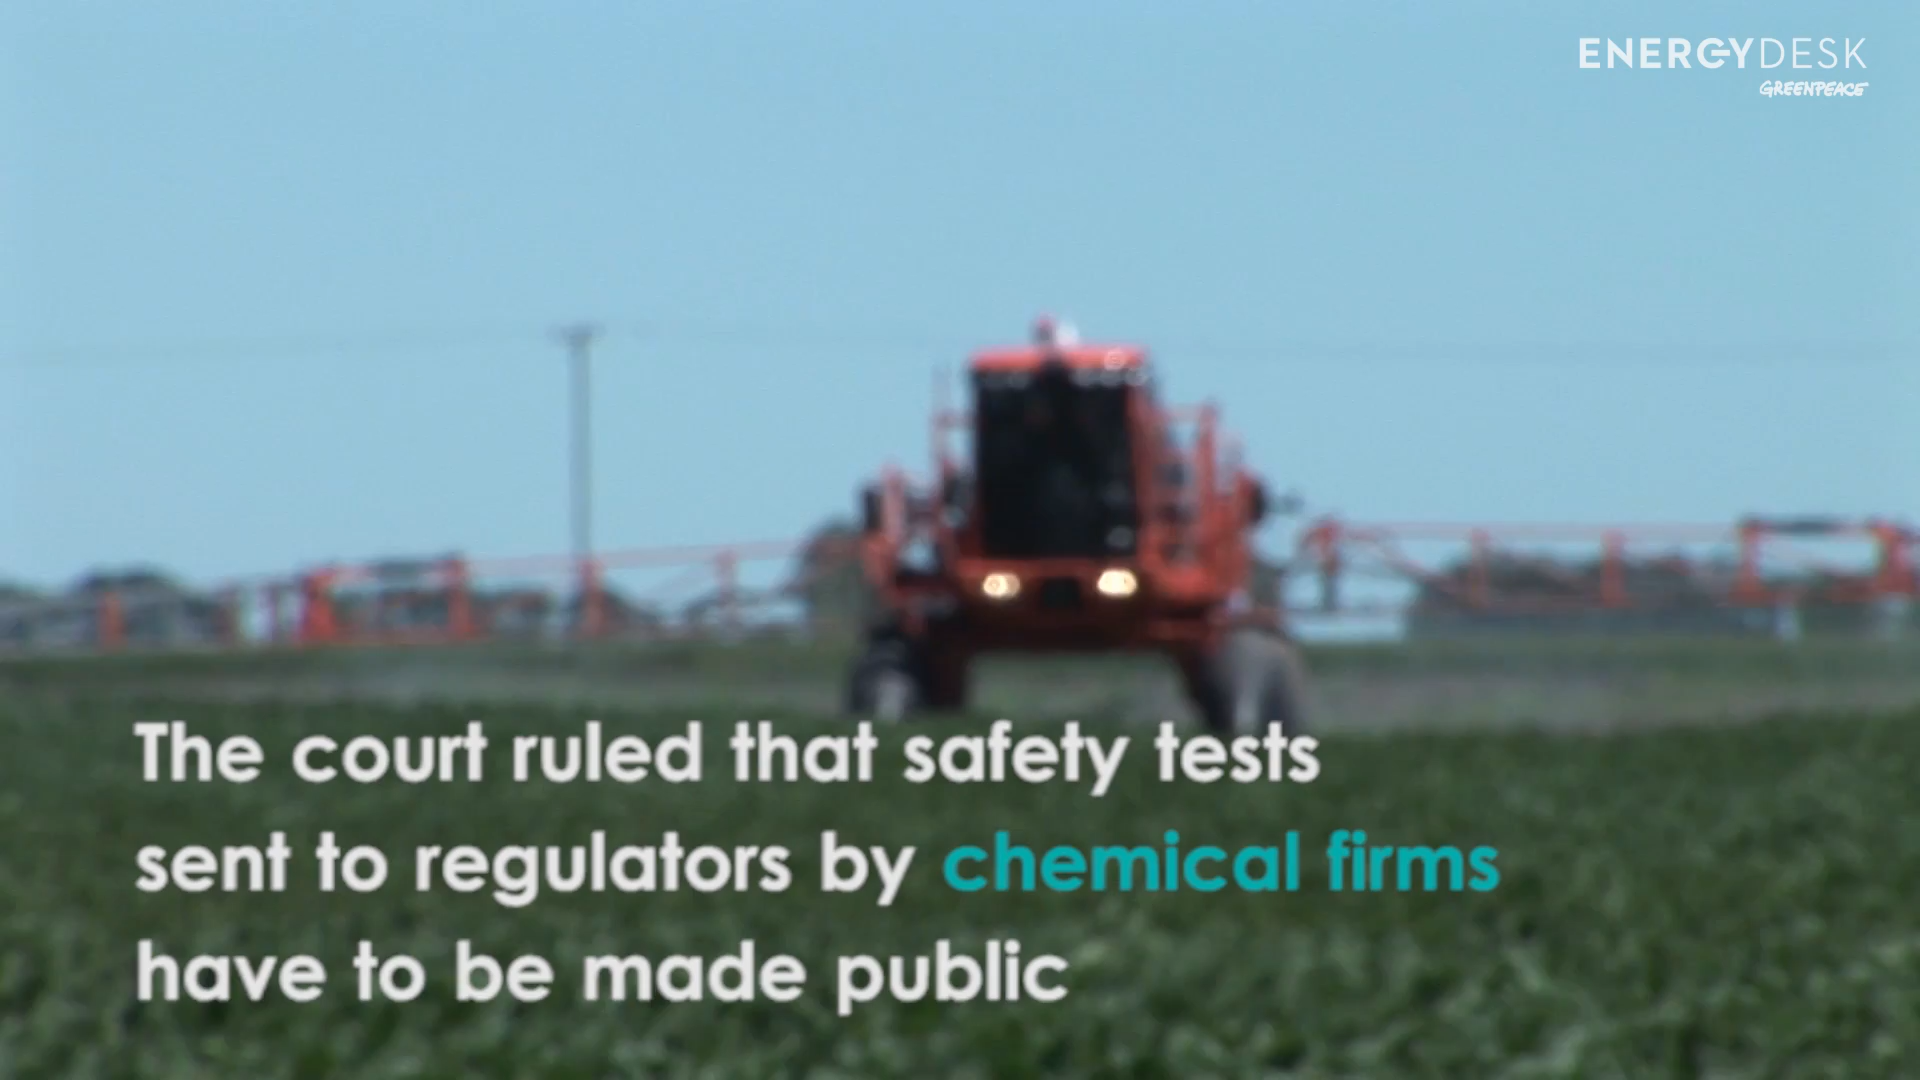 ENERGYDESK
GREENPEACE
The court ruled that safety tests
sent to regulators by chemical firms
have to be made public